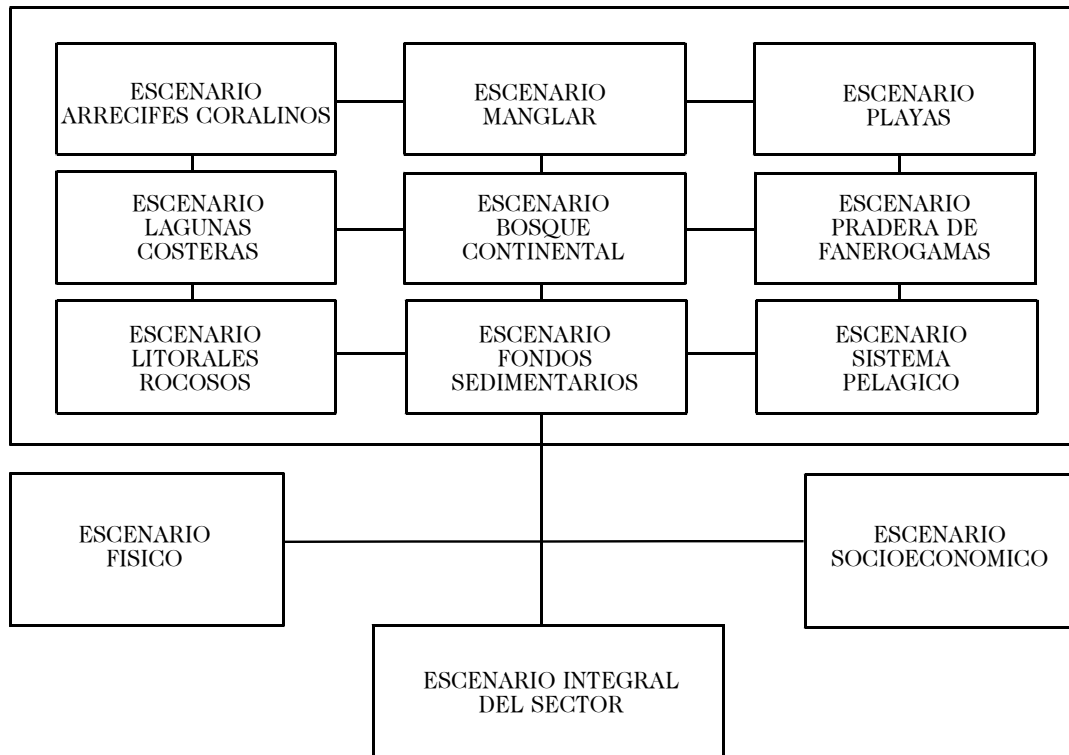 ESCENARIO
ARRECIFES CORALINOS
ESCENARIO
MANGLAR
ESCENARIO
PLAYAS
ESCENARIO
LAGUNAS
COSTERAS
ESCENARIO
BOSQUE
CONTINENTAL
ESCENARIO
PRADERA DE
FANEROGAMAS
ESCENARIO
LITORALES
ROCOSOS
ESCENARIO
FONDOS
SEDIMENTARIOS
ESCENARIO
SISTEMA
PELAGICO
ESCENARIO
FISICO
ESCENARIO
SOCIOECONOMICO
ESCENARIO INTEGRAL
DEL SECTOR